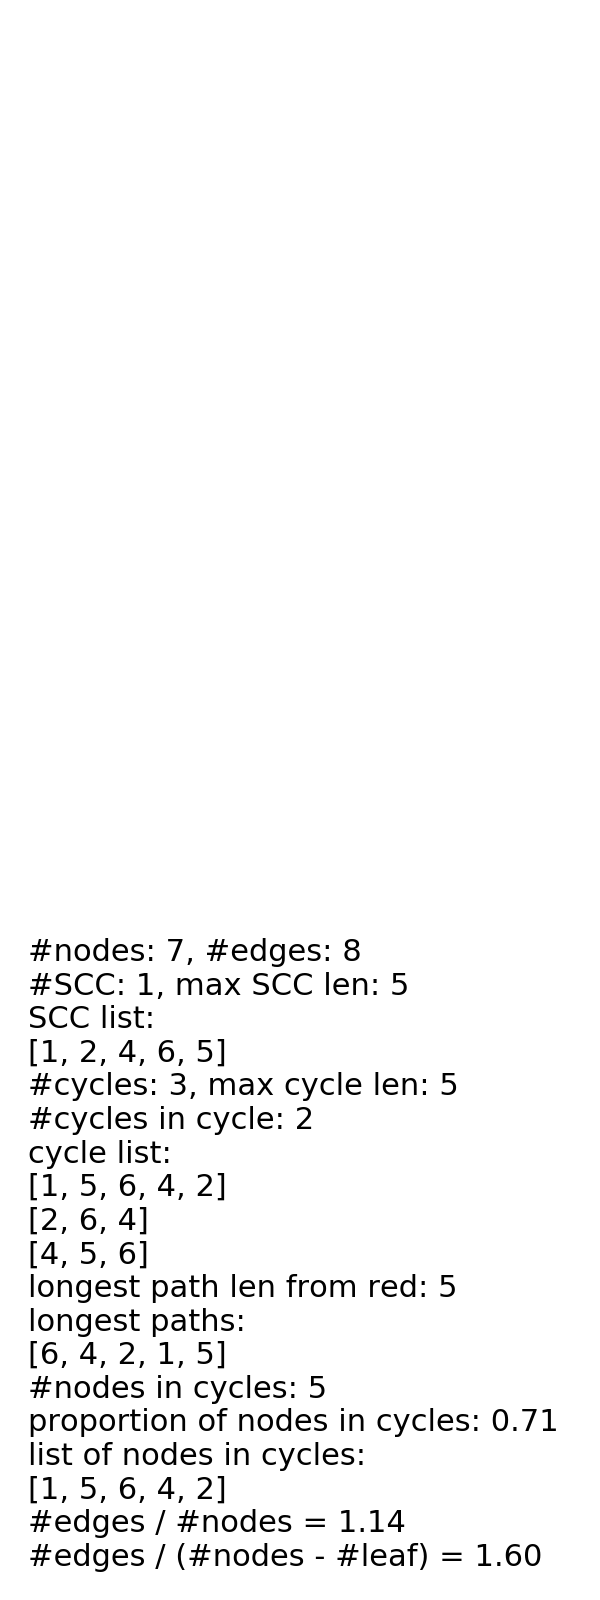 #nodes: 7, #edges: 8
#SCC: 1, max SCC len: 5
SCC list:
[1, 2, 4, 6, 5]
#cycles: 3, max cycle len: 5
#cycles in cycle: 2
cycle list:
[1, 5, 6, 4, 2]
[2, 6, 4]
[4, 5, 6]
longest path len from red: 5
longest paths:
[6, 4, 2, 1, 5]
#nodes in cycles: 5
proportion of nodes in cycles: 0.71
list of nodes in cycles:
[1, 5, 6, 4, 2]
#edges / #nodes = 1.14
#edges / (#nodes - #leaf) = 1.60